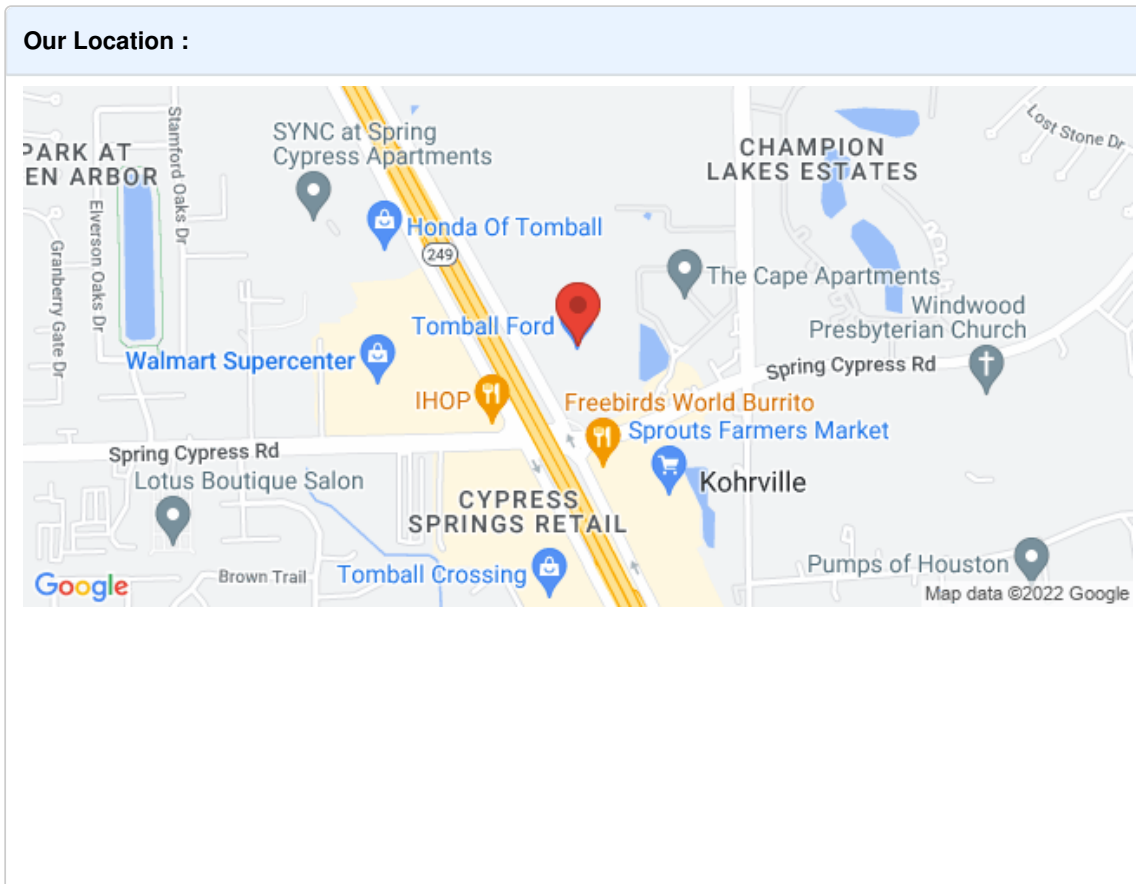 Our Location :
Stamford Oaks Dr
SYNC at Spring
Cypress Apartments
PARK AT
EN ARBOR
CHAMPION
LAKES ESTATES
Lost Stone Dr
Elverson Oaks Dr
Granberry Gate Dr
Honda Of Tomball
249
The Cape Apartments
Tomball Ford
Windwood
Presbyterian Church
Walmart Supercenter
Spring Cypress Rd
IHOP
Freebirds World Burrito
Sprouts Farmers Market
Spring Cypress Rd
Lotus Boutique Salon
Kohrville
CYPRESS
SPRINGS RETAIL
Brown Trail
Tomball Crossing
Pumps of Houston
Google
Map data ©2022 Google